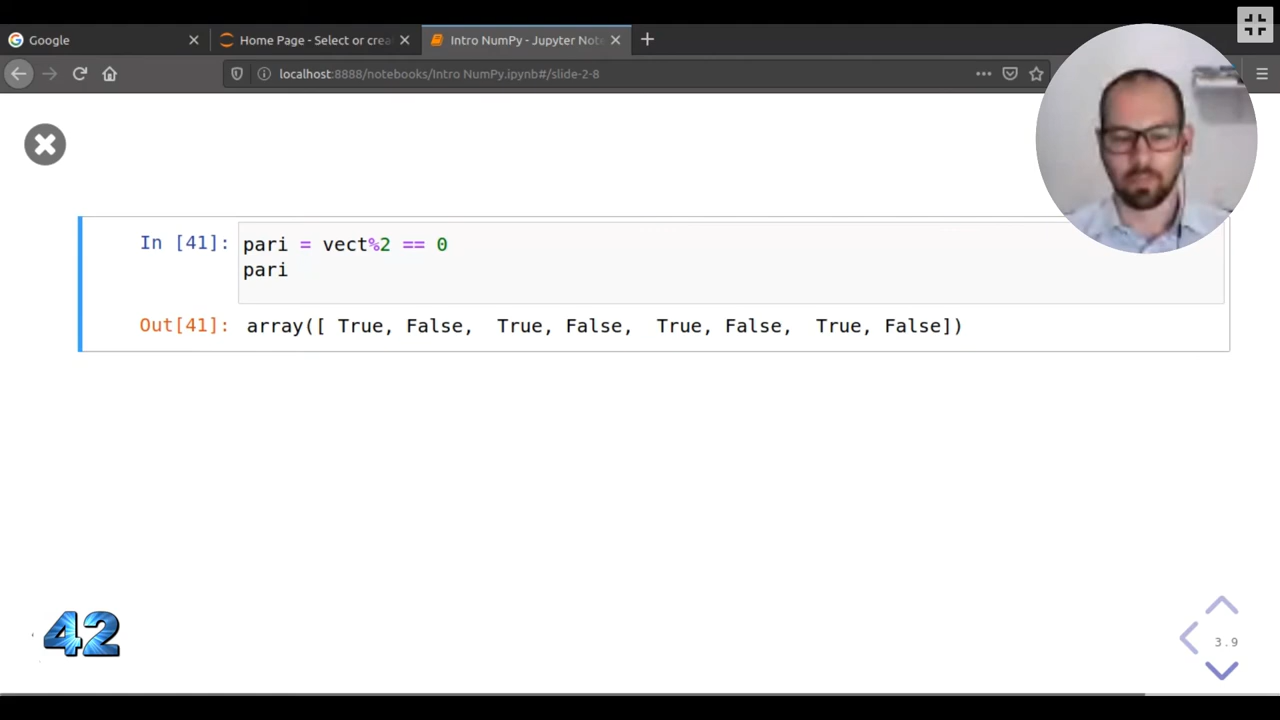 Google
Home Page - Select or crea
Intro NumPy - Jupyter Note
localhost:8888/notebooks/Intro NumPy.ipynb#/slide-2-8
In [41]:
pari = vect%2 == 0
pari
Out[41]:
array([ True, False,  True, False,  True, False,  True, False])
42
3.9